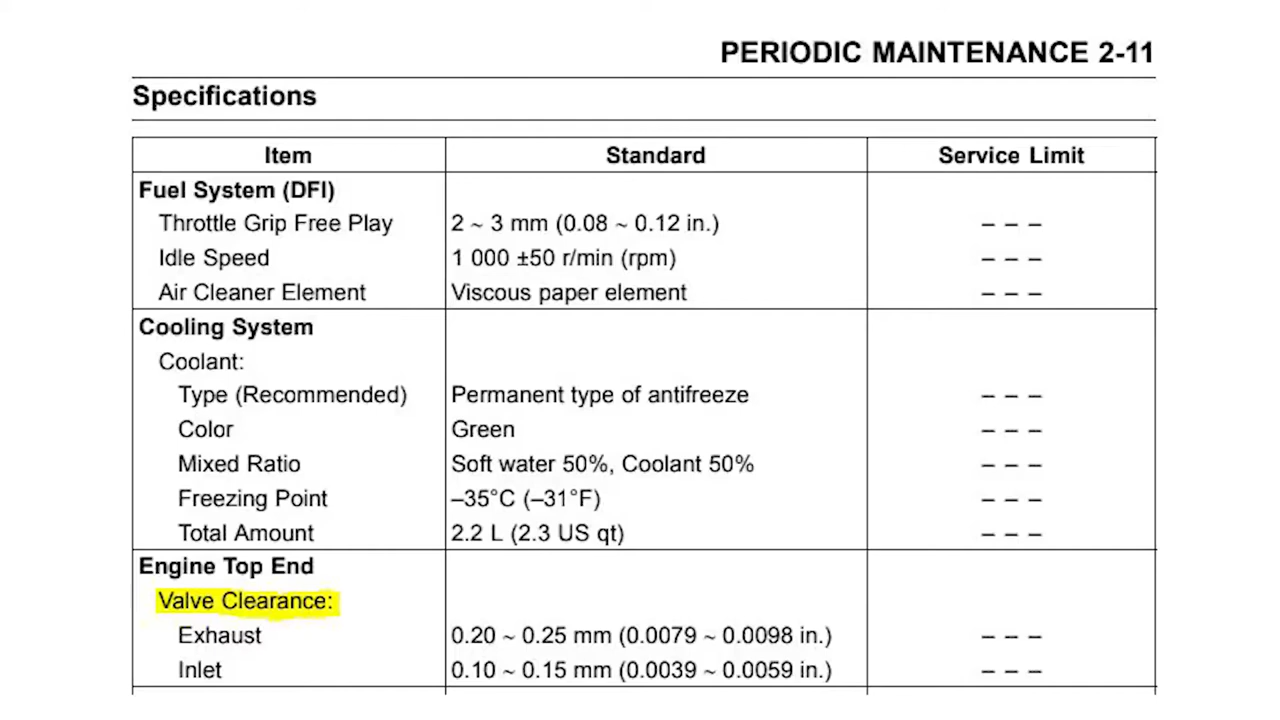 PERIODIC MAINTENANCE 2-11
Specifications
Item Standard Service Limit
Fuel System (DFI)
Throttle Grip Free Play 2 ~ 3 mm (0.08 ~ 0.12 in.) – – –
Idle Speed 1 000 ±50 r/min (rpm) – – –
Air Cleaner Element Viscous paper element – – –
Cooling System
Coolant:
Type (Recommended) Permanent type of antifreeze – – –
Color Green – – –
Mixed Ratio Soft water 50%, Coolant 50% – – –
Freezing Point –35°C (–31°F) – – –
Total Amount 2.2 L (2.3 US qt) – – –
Engine Top End
Valve Clearance:
Exhaust 0.20 ~ 0.25 mm (0.0079 ~ 0.0098 in.) – – –
Inlet 0.10 ~ 0.15 mm (0.0039 ~ 0.0059 in.) – – –